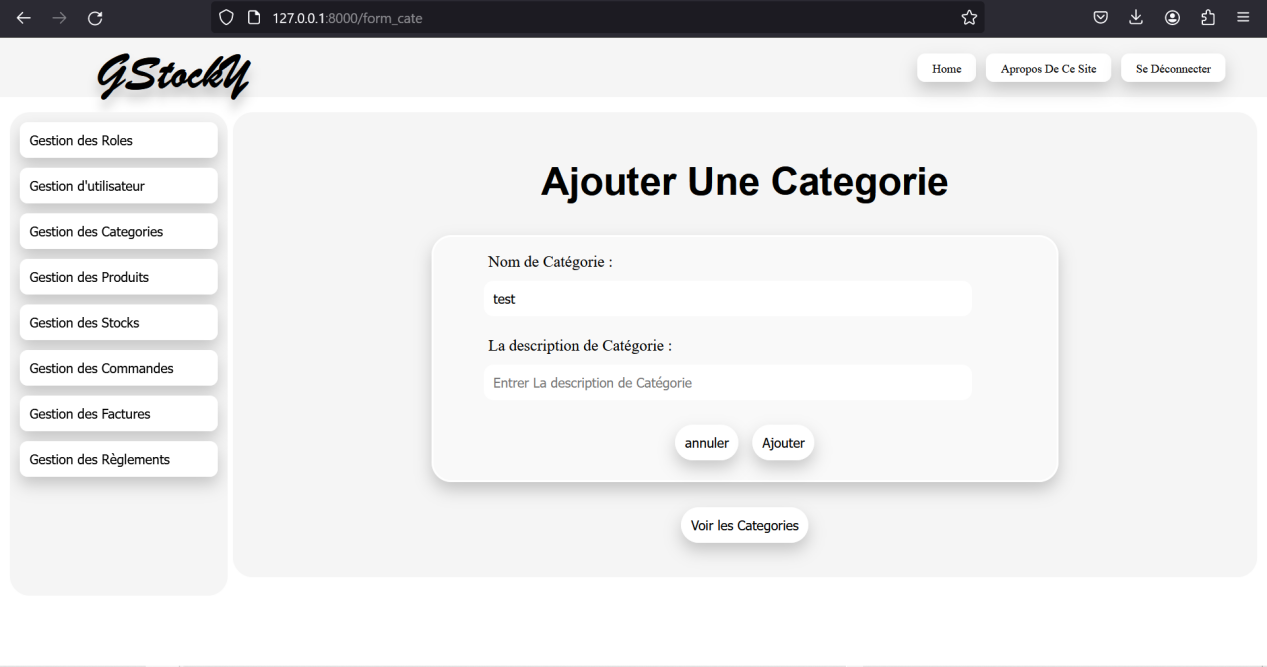 127.0.0.1:8000/form_cate
GStockY
Home
Apropos De Ce Site
Se Déconnecter
Gestion des Roles
Gestion d'utilisateur
Gestion des Categories
Gestion des Produits
Gestion des Stocks
Gestion des Commandes
Gestion des Factures
Gestion des Règlements
Ajouter Une Categorie
Nom de Catégorie :
test
La description de Catégorie :
Entrer La description de Catégorie
annuler
Ajouter
Voir les Categories